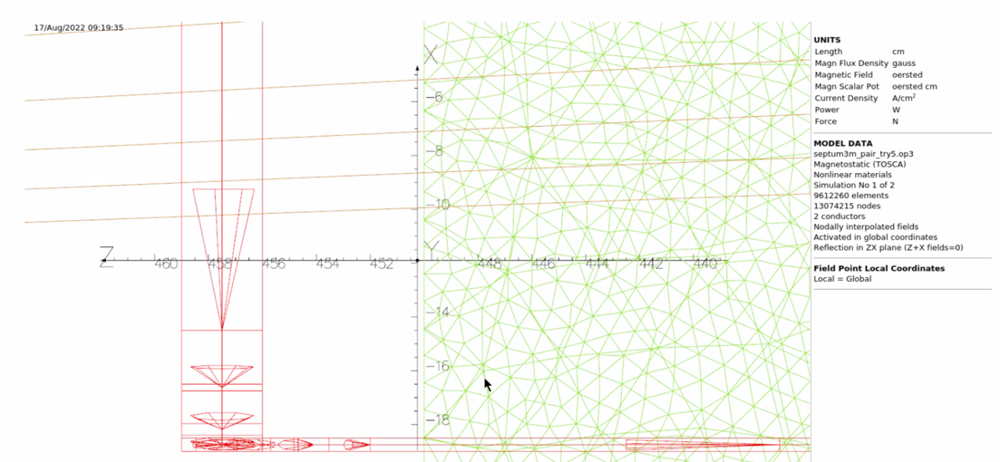 17/Aug/2022 09:19:35
X
-6
-8
-10
Y
Z
460
458
456
454
452
448
446
444
442
440
-14
-16
-18
UNITS
Length cm
Magn Flux Density gauss
Magnetic Field oersted
Magn Scalar Pot oersted cm
Current Density A/cm²
Power W
Force N
MODEL DATA
septum3m_pair_try5.op3
Magnetostatic (TOSCA)
Nonlinear materials
Simulation No 1 of 2
9612260 elements
13074215 nodes
2 conductors
Nodally interpolated fields
Activated in global coordinates
Reflection in ZX plane (Z+X fields=0)
Field Point Local Coordinates
Local = Global